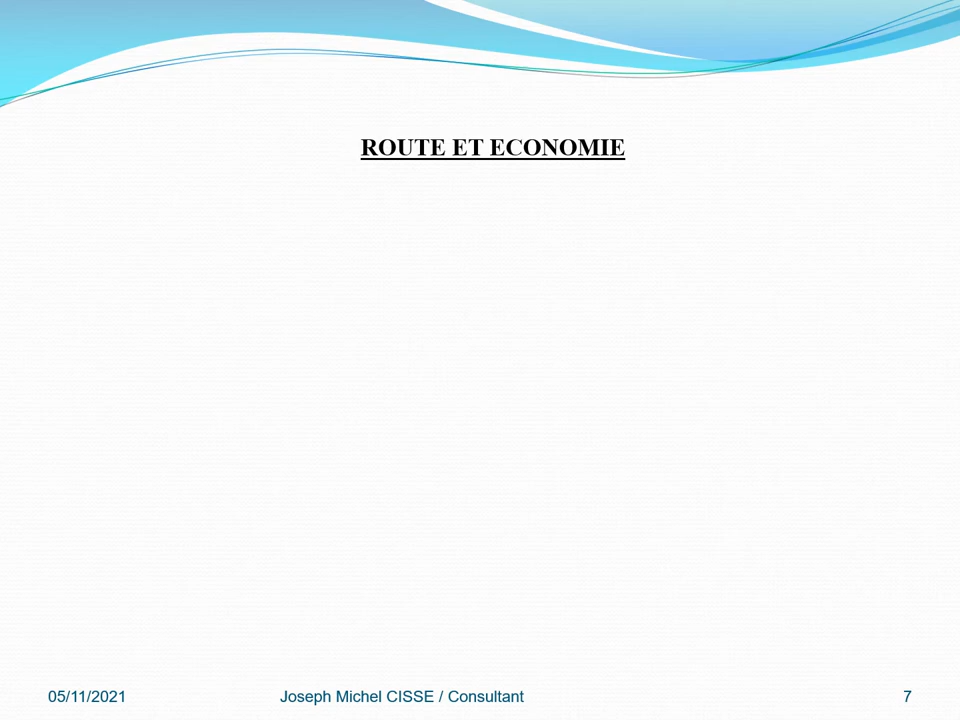 ROUTE ET ECONOMIE
05/11/2021 Joseph Michel CISSE / Consultant 7